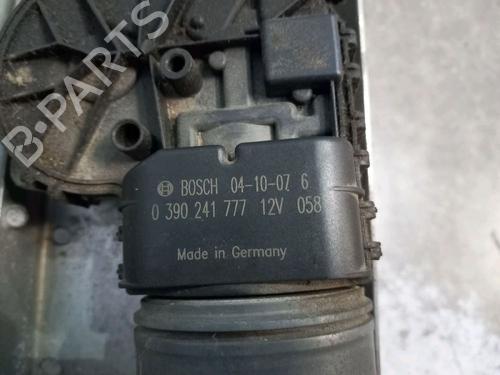 B-PARTS
BOSCH 04-10-07 6
0 390 241 777 12V 058
Made in Germany